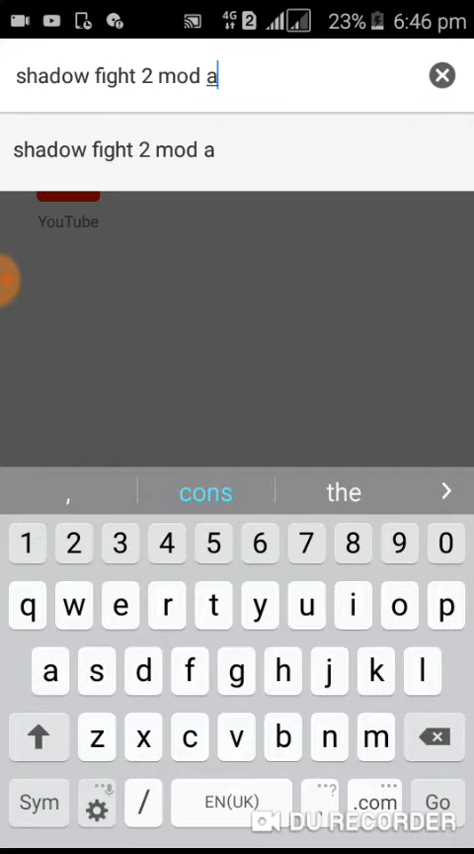 4G 2 23% 6:46 pm
shadow fight 2 mod a
shadow fight 2 mod a
YouTube
, cons the
1 2 3 4 5 6 7 8 9 0
q w e r t y u i o p
a s d f g h j k l
z x c v b n m
Sym / EN(UK) , ? . .com Go
DU RECORDER